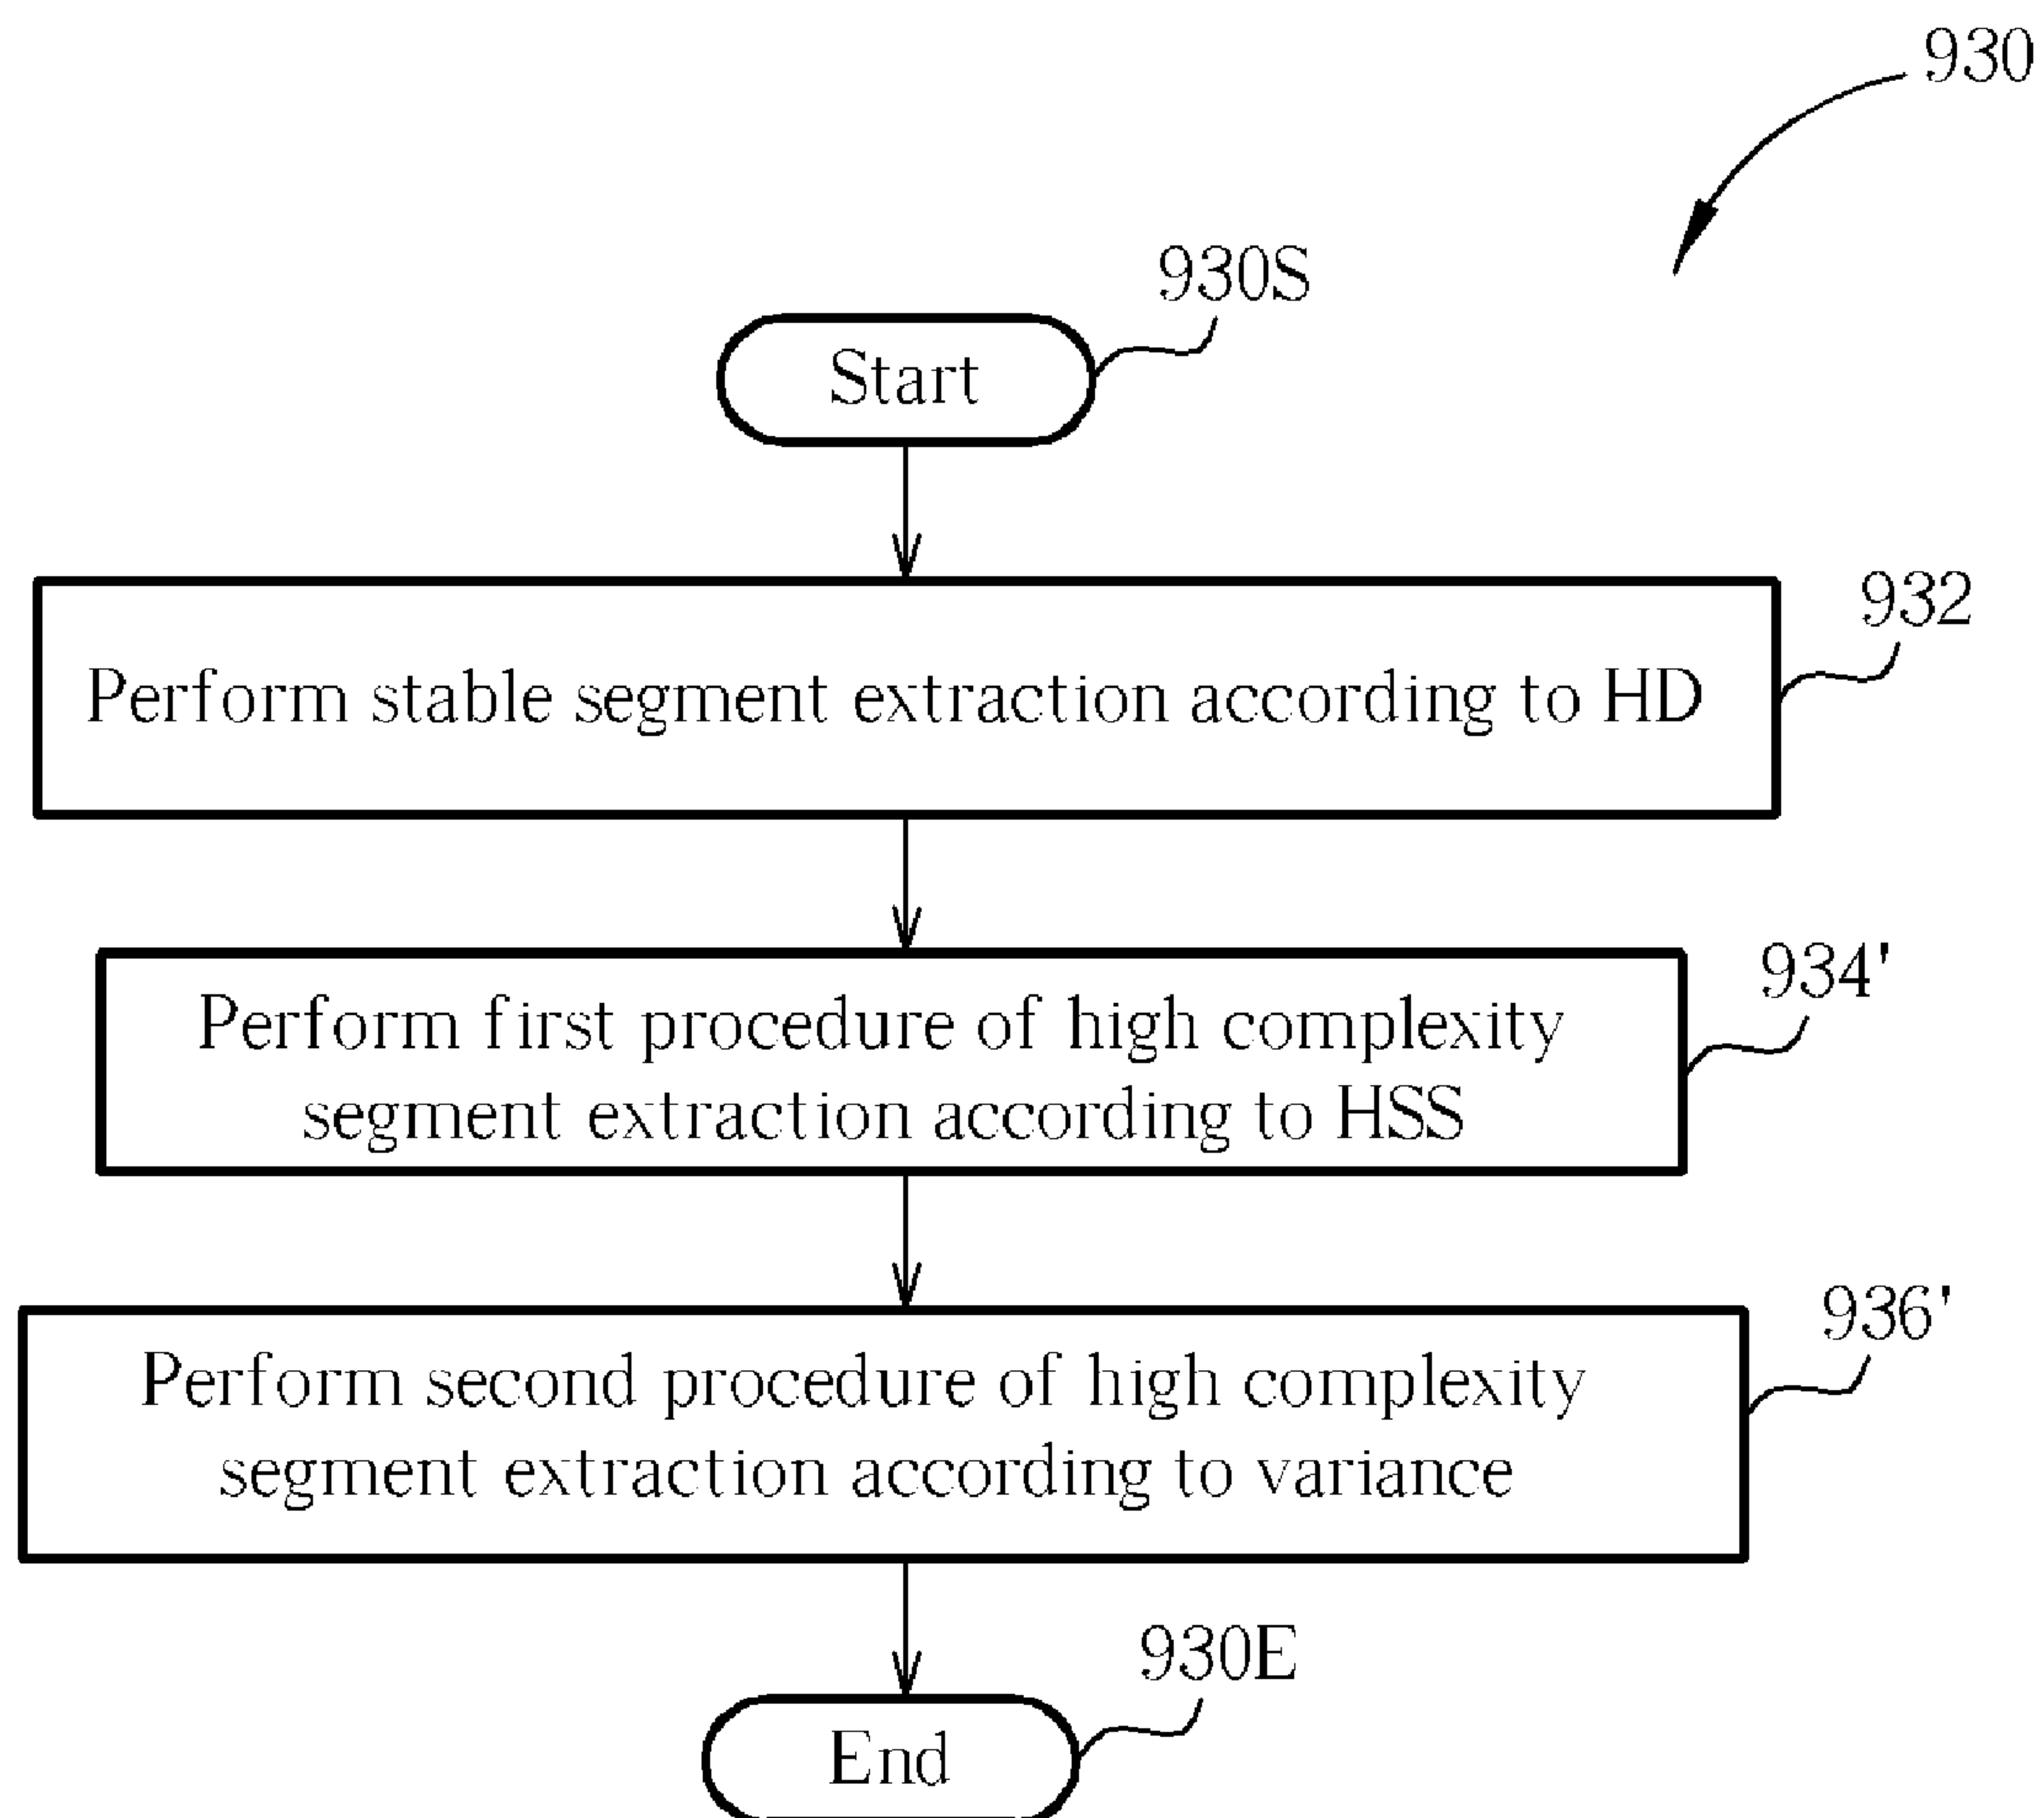 930
930S
Start
932
Perform stable segment extraction according to HD
934'
Perform first procedure of high complexity
segment extraction according to HSS
936'
Perform second procedure of high complexity
segment extraction according to variance
930E
End